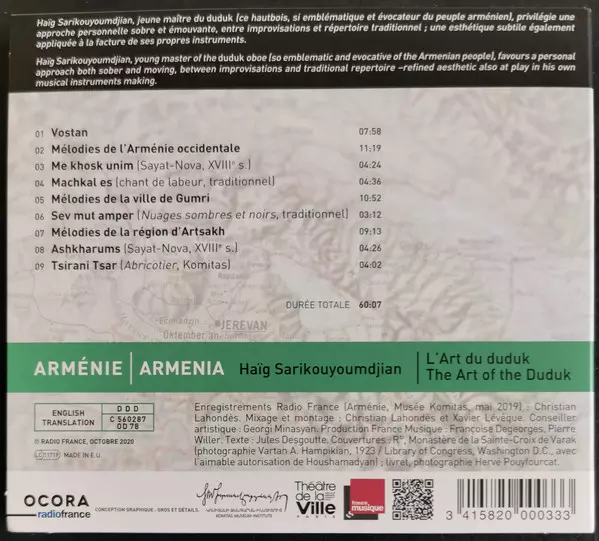 Haïg Sarikouyoumdjian, jeune maître du duduk [ce hautbois, si emblématique et évocateur du peuple arménien], privilégie une
approche personnelle sobre et émouvante, entre improvisations et répertoire traditionnel ; une esthétique subtile également
appliquée à la facture de ses propres instruments.
Haïg Sarikouyoumdjian, young master of the duduk oboe [so emblematic and evocative of the Armenian people], favours a personal
approach both sober and moving, between improvisations and traditional repertoire –refined aesthetic also at play in his own
musical instruments making.
01 Vostan 07:58
02 Mélodies de l'Arménie occidentale 11:19
03 Me khosk unim (Sayat-Nova, XVIIIe s.) 04:24
04 Machkal es (chant de labeur, traditionnel) 04:36
05 Mélodies de la ville de Gumri 10:52
06 Sev mut amper (Nuages sombres et noirs, traditionnel) 03:12
07 Mélodies de la région d'Artsakh 09:13
08 Ashkharums (Sayat-Nova, XVIIIe s.) 04:26
09 Tsirani Tsar (Abricotier, Komitas) 04:02
DURÉE TOTALE 60:07
JEREVAN
Oktember an
ARMÉNIE | ARMENIA Haïg Sarikouyoumdjian L'Art du duduk
The Art of the Duduk
ENGLISH
TRANSLATION
D D D
C 560287
OD 78
℗ RADIO FRANCE, OCTOBRE 2020
MADE IN E.U.
Enregistrements Radio France (Arménie, Musée Komitas, mai 2019) : Christian
Lahondès. Mixage et montage : Christian Lahondès et Xavier Lévêque. Conseiller
artistique : Georgi Minasyan. Production France Musique : Françoise Degeorges, Pierre
Willer. Texte : Jules Desgoutte. Couvertures : Rº, Monastère de la Sainte-Croix de Varak
(photographie Vartan A. Hampikian, 1923 / Library of Congress, Washington D.C., avec
l'aimable autorisation de Houshamadyan) ; livret, photographie Hervé Pouyfourcat.
OCORA
radiofrance
CONCEPTION GRAPHIQUE : GROS ET DÉTAILS.
KOMITAS MUSEUM-INSTITUTE
Théâtre
de la
Ville
PARIS
france
musique
3 415820 000333